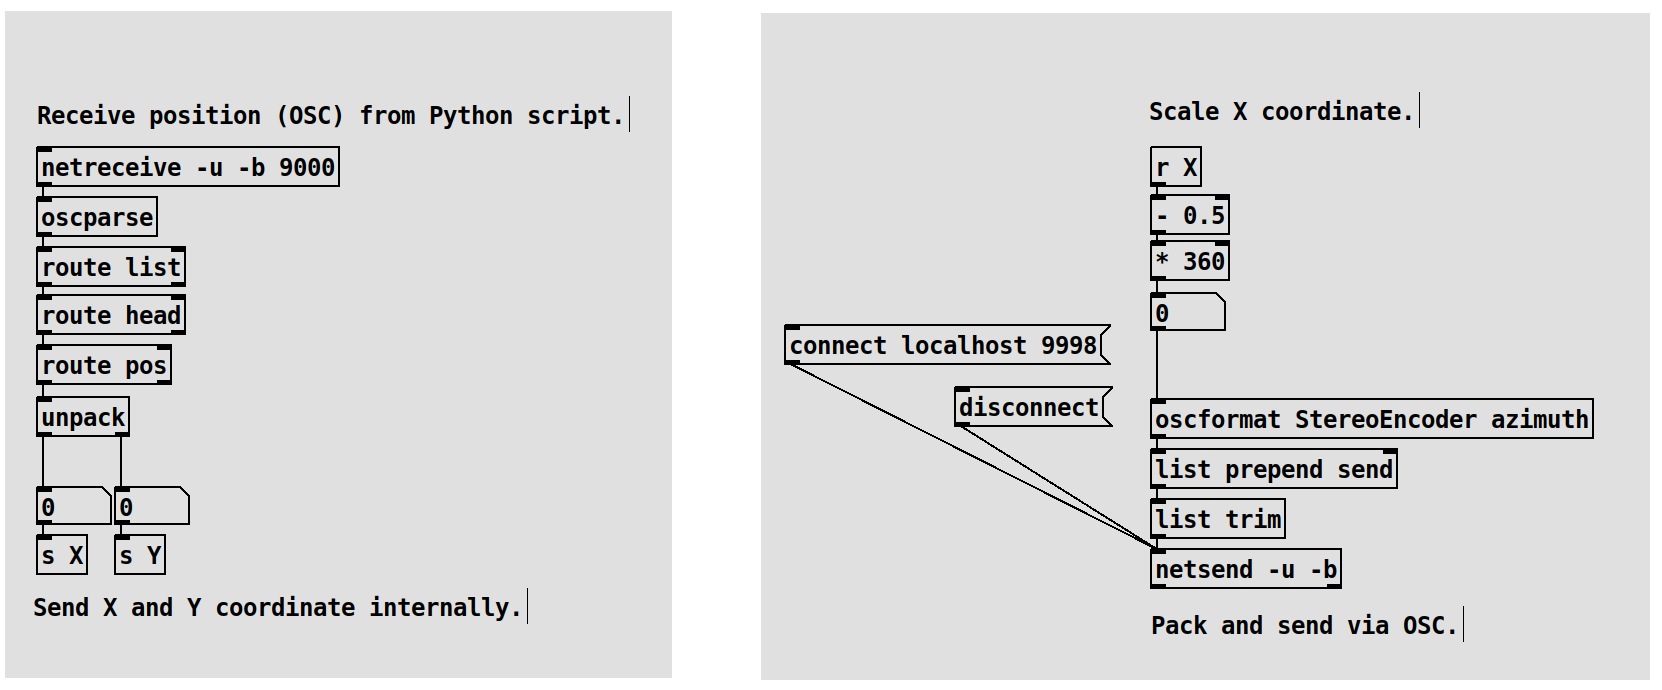 Receive position (OSC) from Python script.
netreceive -u -b 9000
oscparse
route list
route head
route pos
unpack
0
0
s X
s Y
Send X and Y coordinate internally.
Scale X coordinate.
r X
- 0.5
* 360
0
connect localhost 9998
disconnect
oscformat StereoEncoder azimuth
list prepend send
list trim
netsend -u -b
Pack and send via OSC.